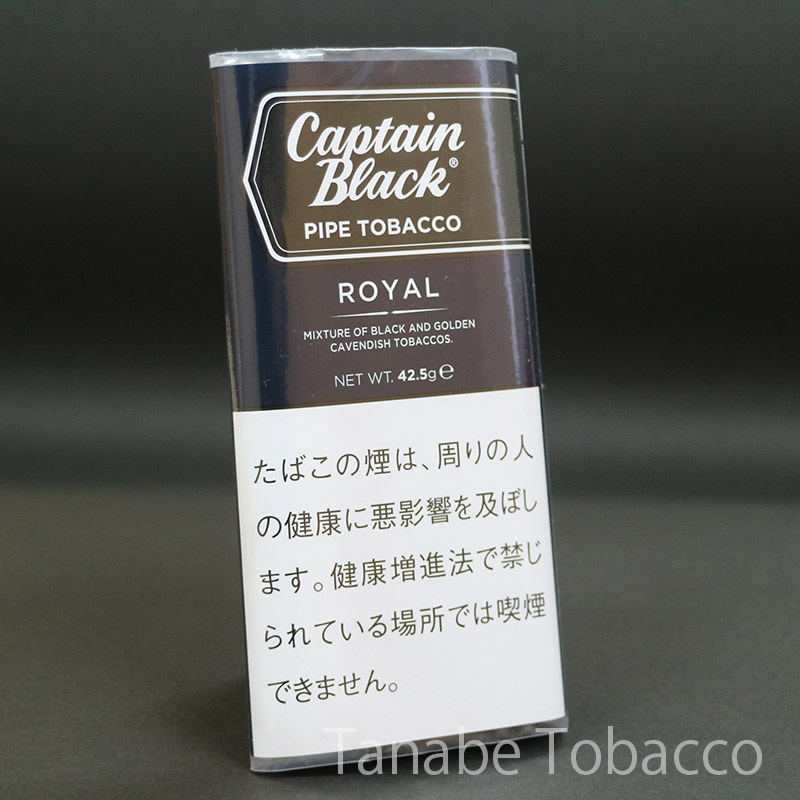 Captain
Black®
PIPE TOBACCO
ROYAL
MIXTURE OF BLACK AND GOLDEN
CAVENDISH TOBACCOS.
NET WT. 42.5g℮
たばこの煙は、周りの人
の健康に悪影響を及ぼし
ます。健康増進法で禁じ
られている場所では喫煙
できません。
Tanabe Tobacco